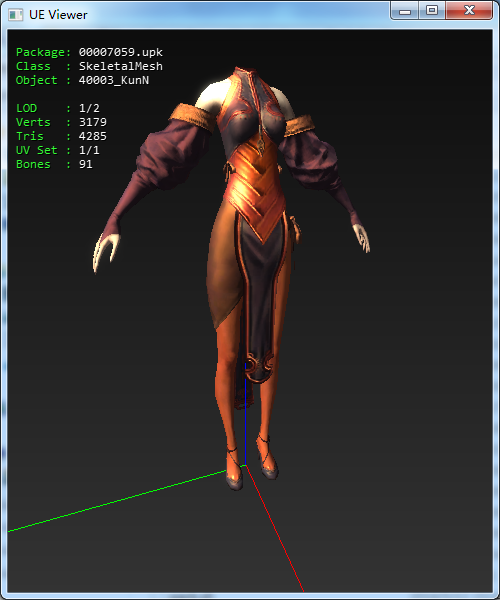 UE Viewer
Package: 00007059.upk
Class : SkeletalMesh
Object : 40003_KunN
LOD : 1/2
Verts : 3179
Tris : 4285
UV Set : 1/1
Bones : 91